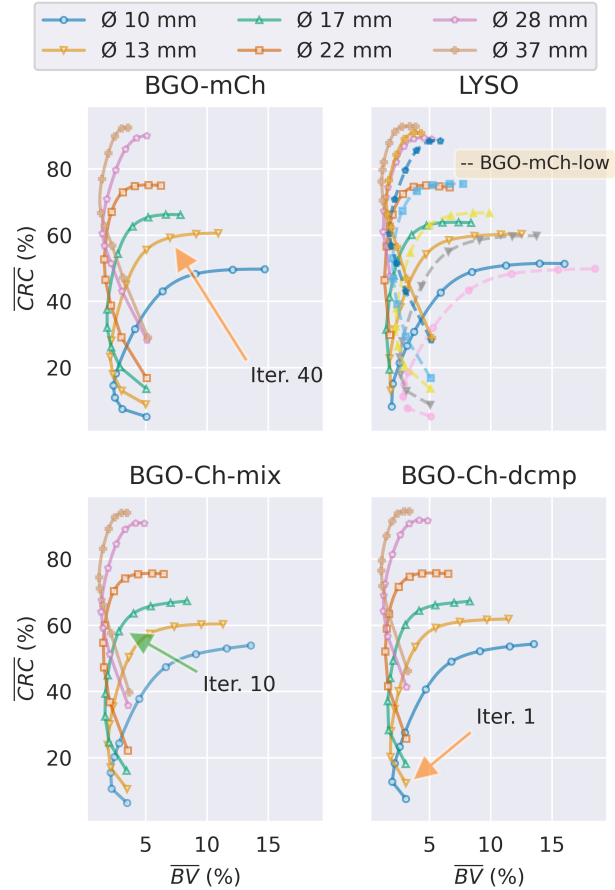 Ø 10 mm Ø 17 mm Ø 28 mm
Ø 13 mm Ø 22 mm Ø 37 mm
BGO-mCh LYSO
-- BGO-mCh-low
80
60
40
20
CRC (%)
Iter. 40
BGO-Ch-mix BGO-Ch-dcmp
80
60
40
20
CRC (%)
Iter. 10
Iter. 1
5 10 15 5 10 15
BV (%) BV (%)